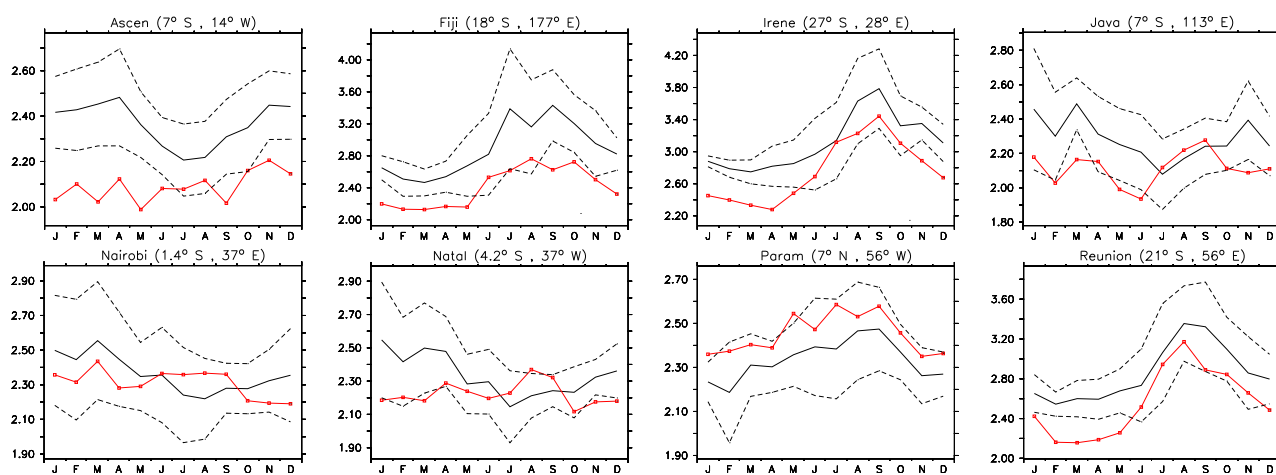 Ascen (7° S , 14° W)
2.60
2.40
2.20
2.00
J F M A M J J A S O N D
Fiji (18° S , 177° E)
4.00
3.60
3.20
2.80
2.40
2.00
J F M A M J J A S O N D
Irene (27° S , 28° E)
4.20
3.80
3.40
3.00
2.60
2.20
J F M A M J J A S O N D
Java (7° S , 113° E)
2.80
2.60
2.40
2.20
2.00
1.80
J F M A M J J A S O N D
Nairobi (1.4° S , 37° E)
2.90
2.70
2.50
2.30
2.10
1.90
J F M A M J J A S O N D
Natal (4.2° S , 37° W)
2.90
2.70
2.50
2.30
2.10
1.90
J F M A M J J A S O N D
Param (7° N , 56° W)
2.70
2.50
2.30
2.10
1.90
J F M A M J J A S O N D
Reunion (21° S , 56° E)
3.60
3.20
2.80
2.40
2.00
J F M A M J J A S O N D